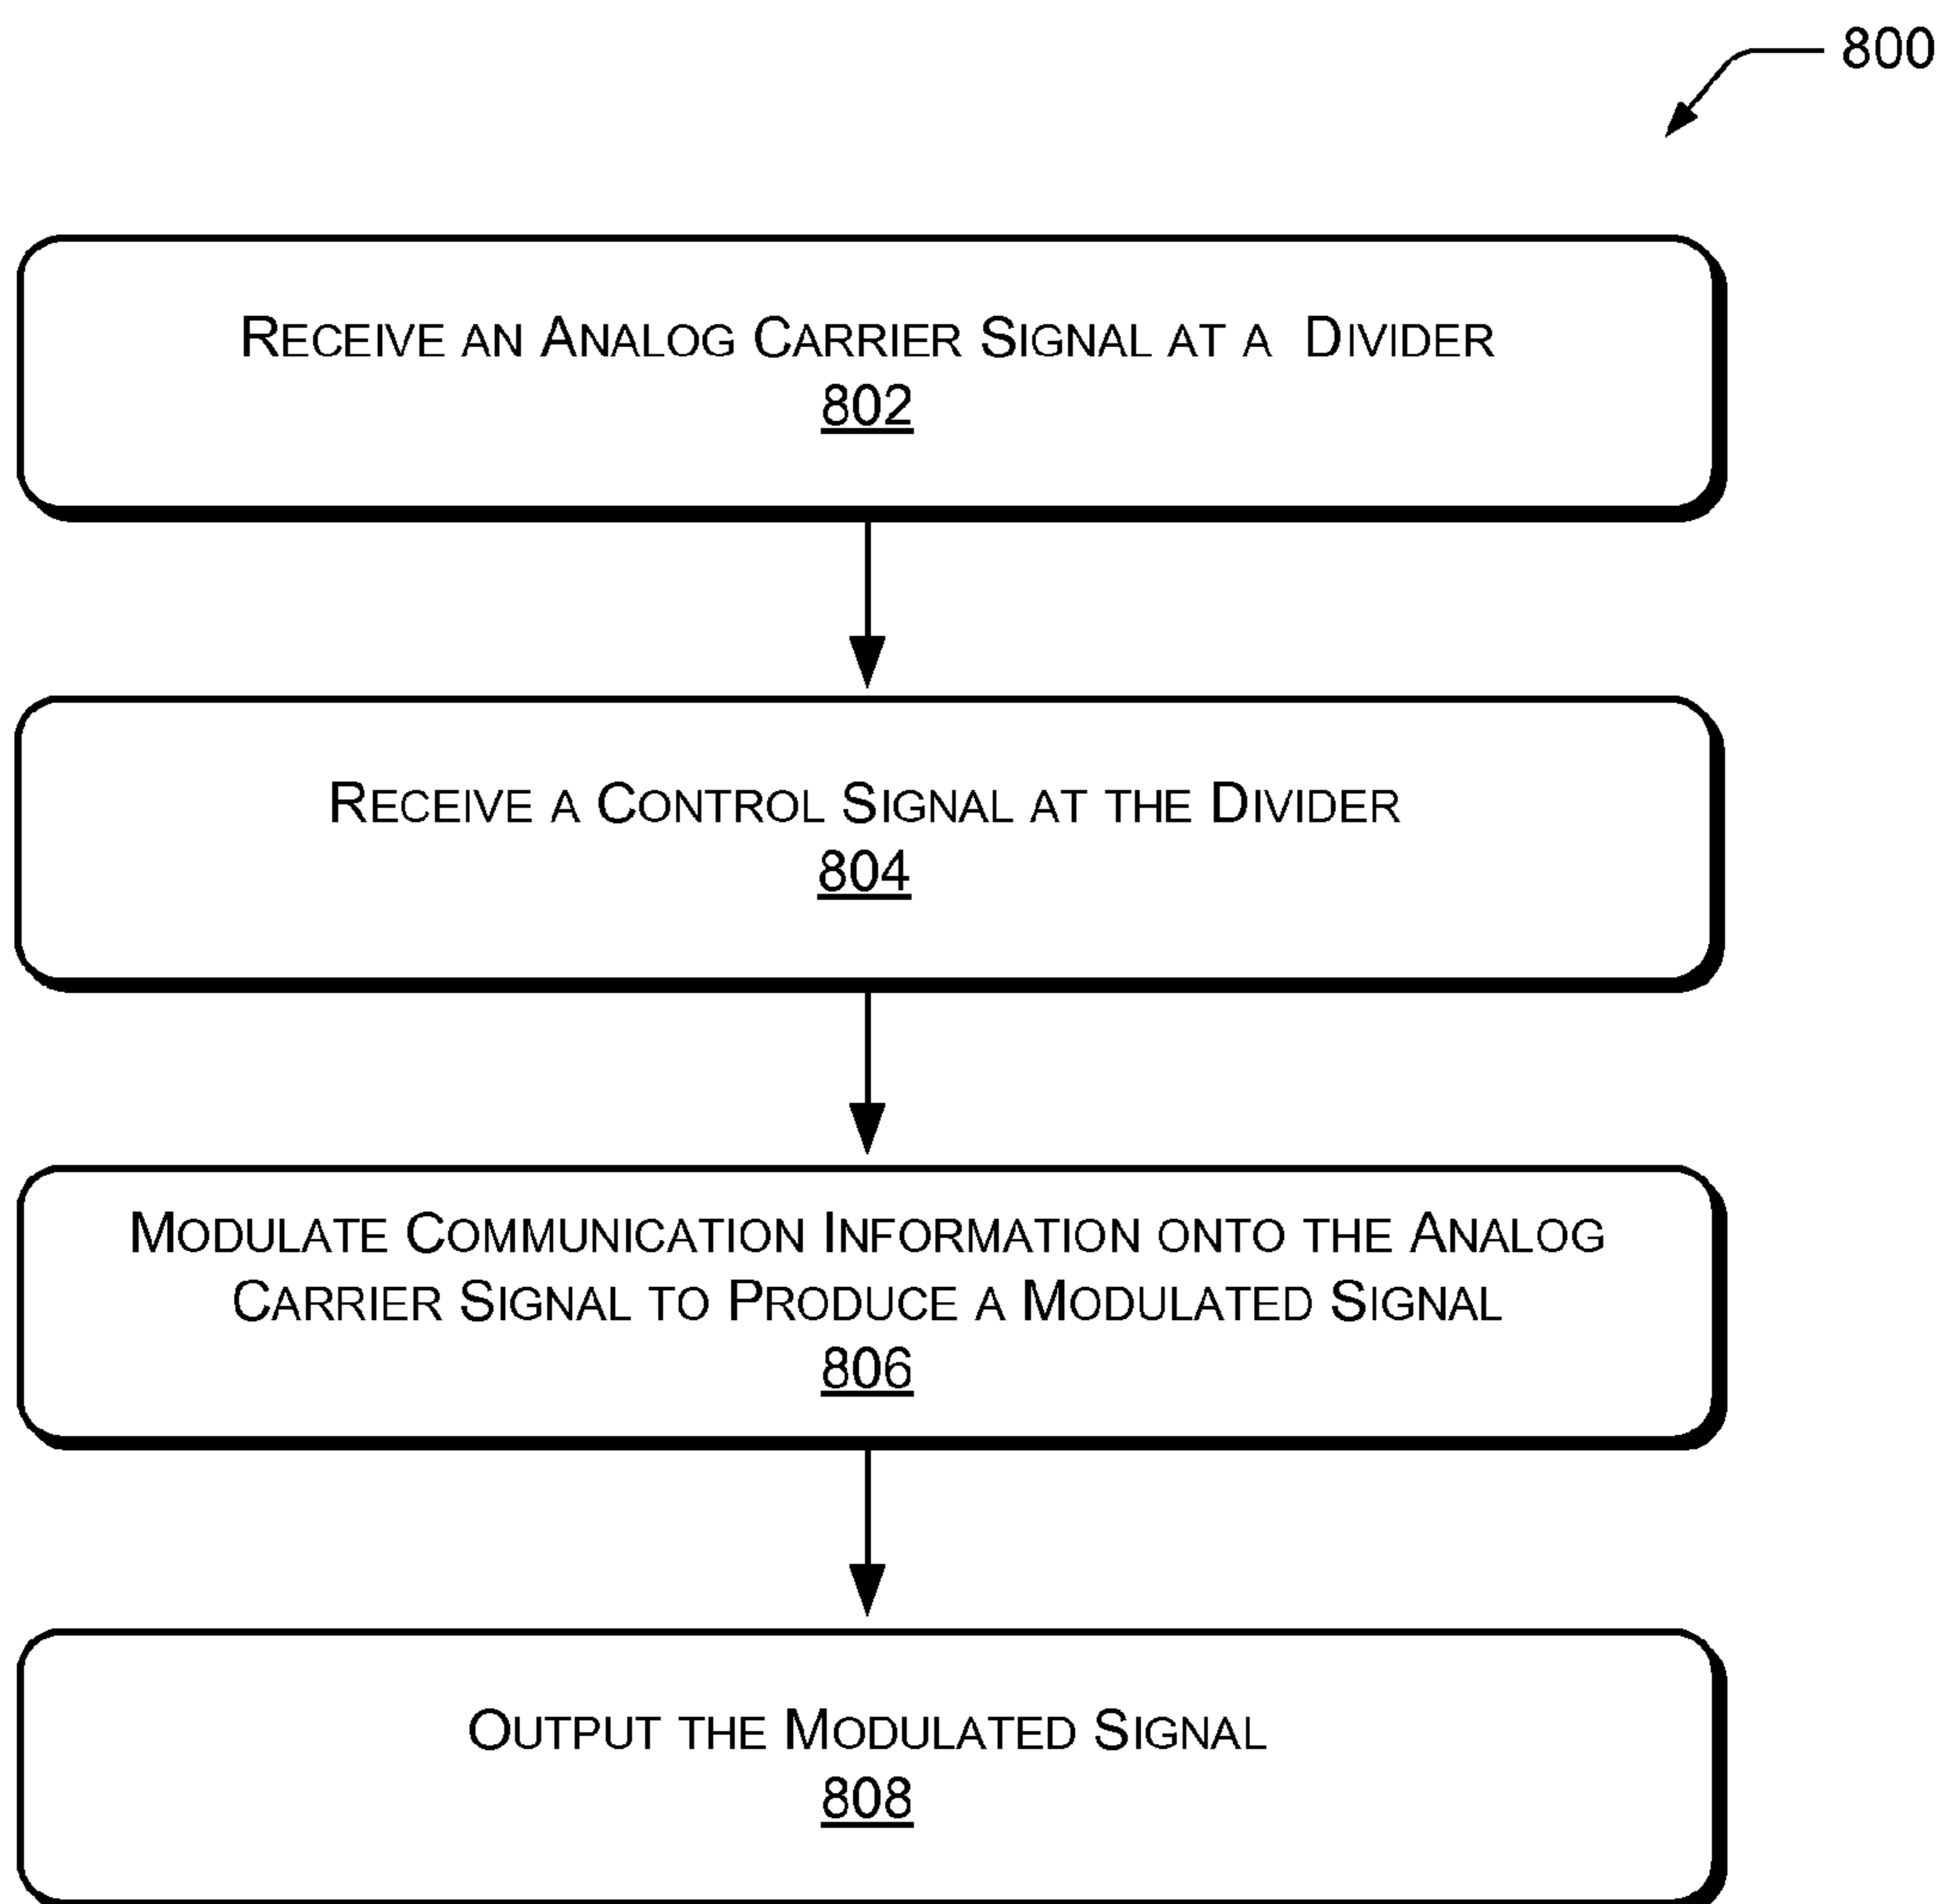 800
RECEIVE AN ANALOG CARRIER SIGNAL AT A DIVIDER
802
RECEIVE A CONTROL SIGNAL AT THE DIVIDER
804
MODULATE COMMUNICATION INFORMATION ONTO THE ANALOG
CARRIER SIGNAL TO PRODUCE A MODULATED SIGNAL
806
OUTPUT THE MODULATED SIGNAL
808